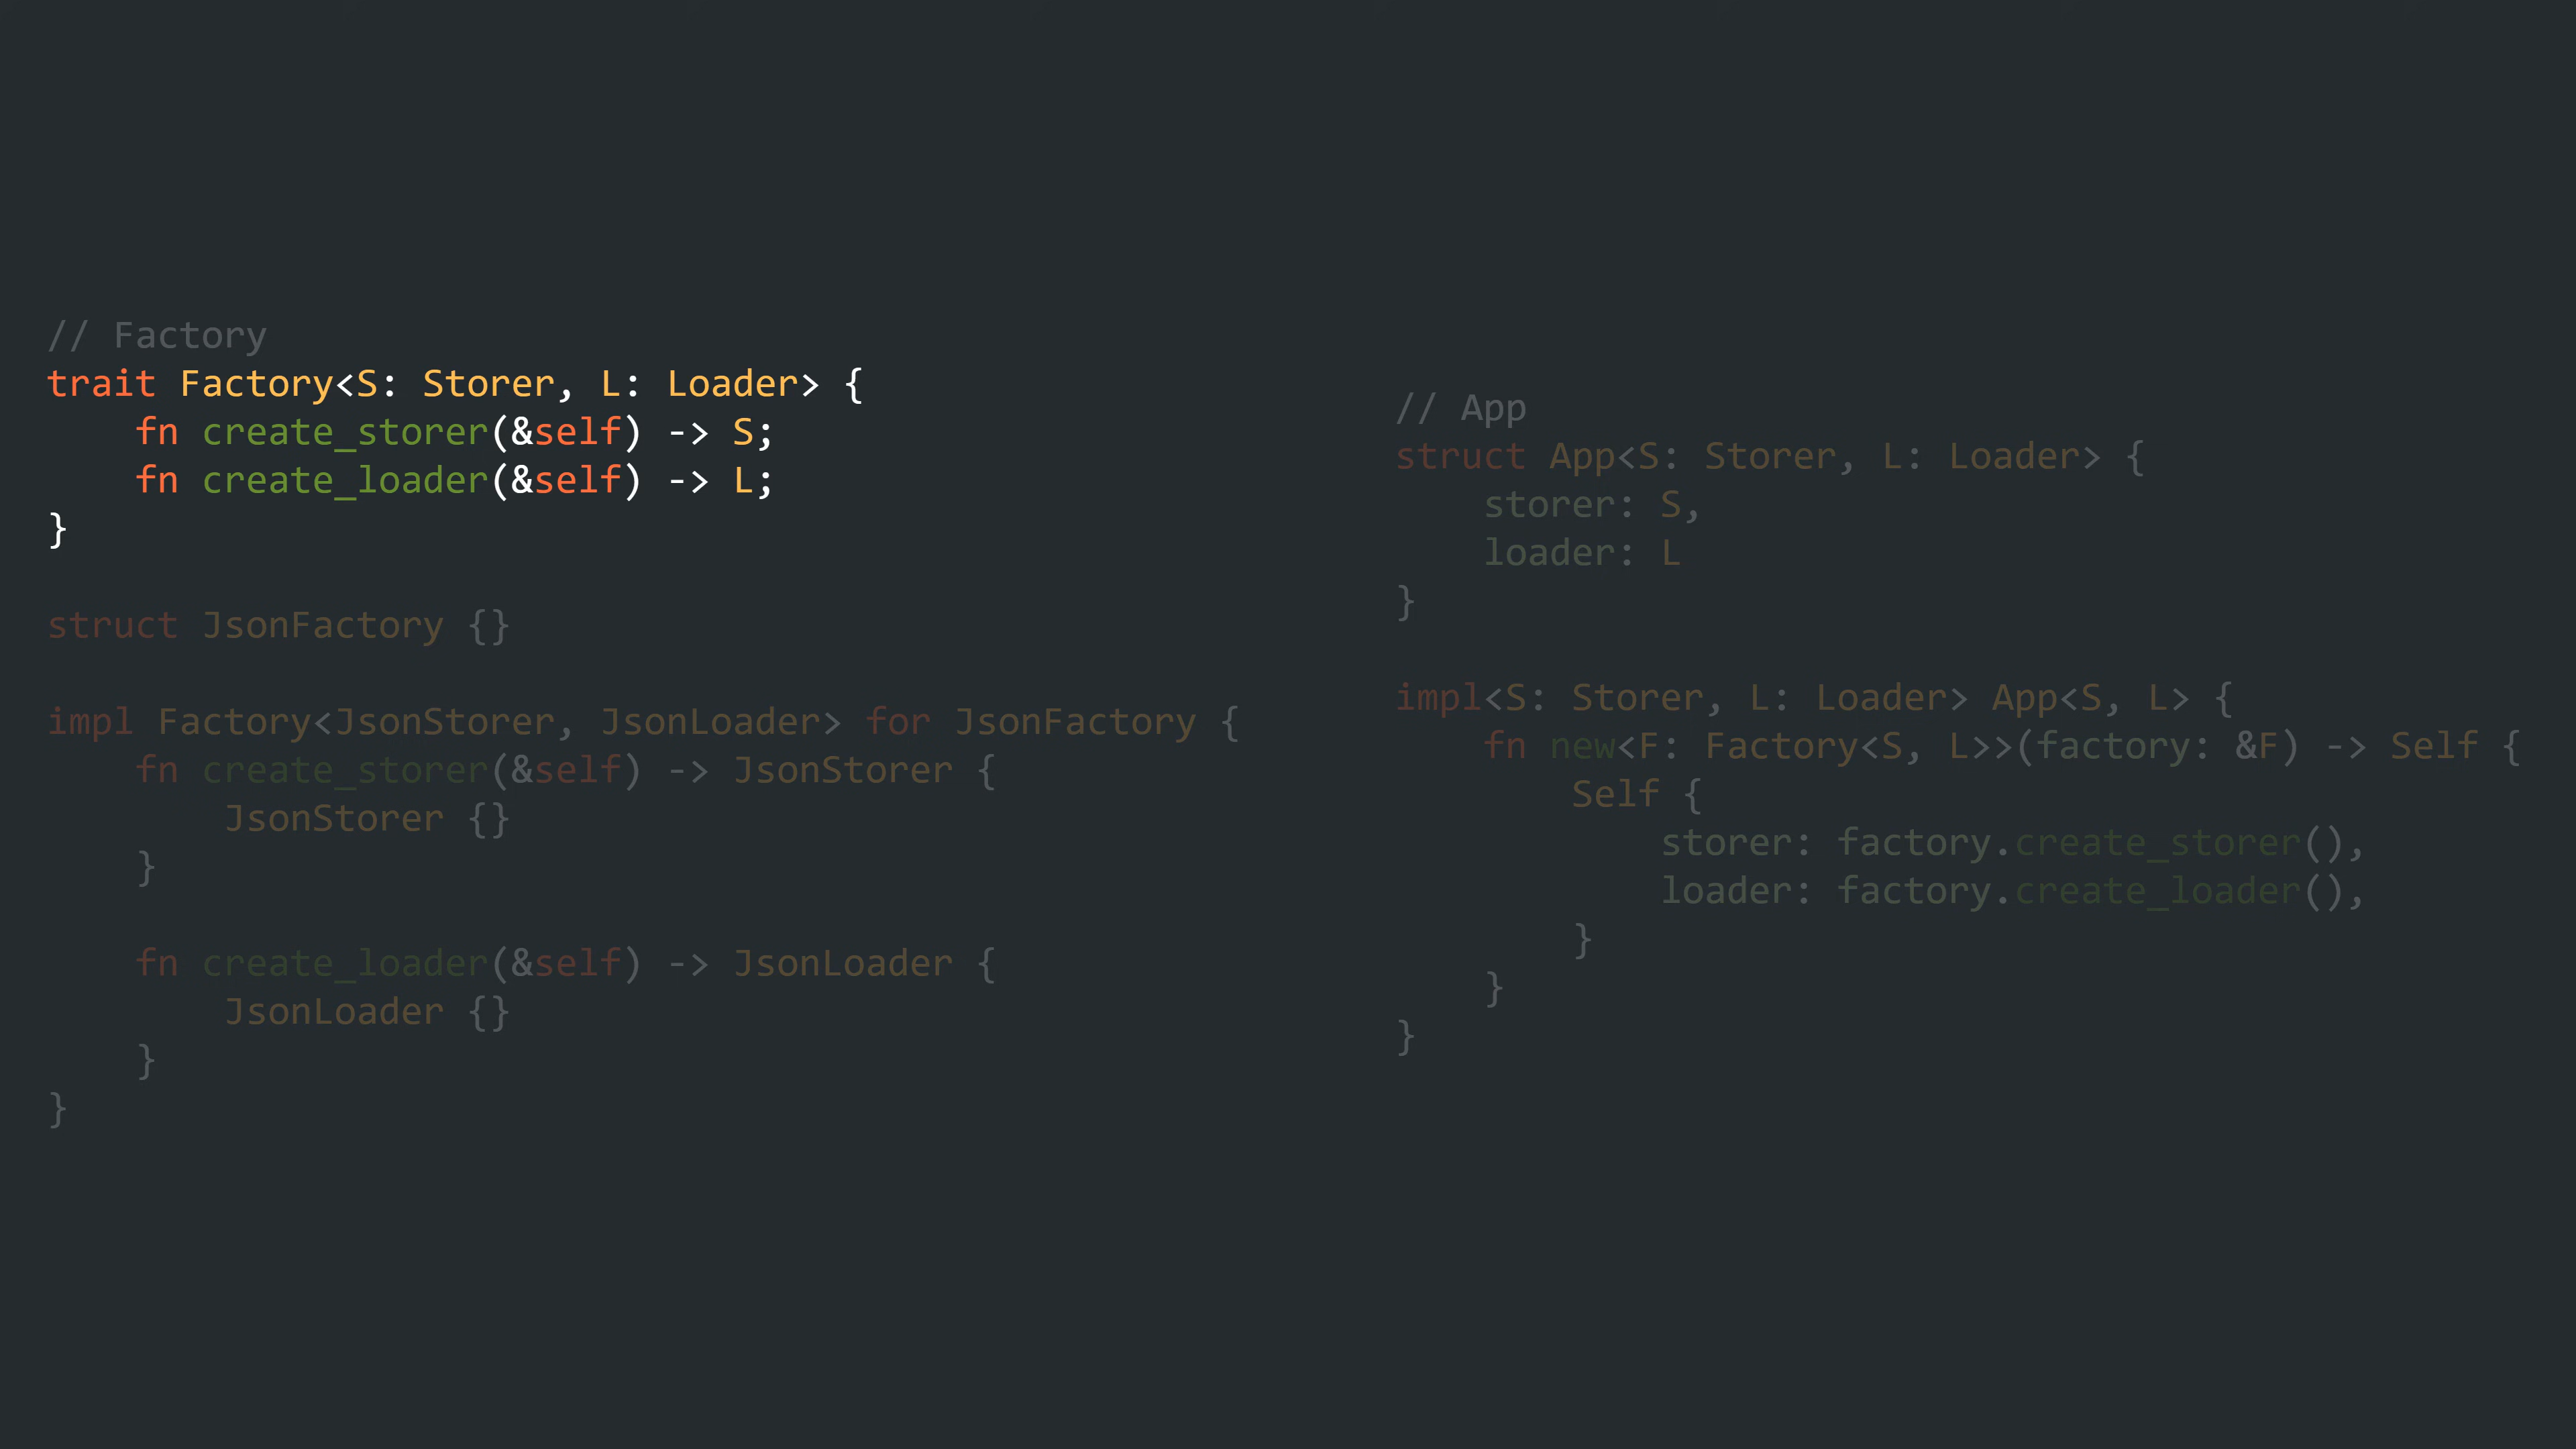 // Factory
trait Factory<S: Storer, L: Loader> {
    fn create_storer(&self) -> S;
    fn create_loader(&self) -> L;
}

struct JsonFactory {}

impl Factory<JsonStorer, JsonLoader> for JsonFactory {
    fn create_storer(&self) -> JsonStorer {
        JsonStorer {}
    }

    fn create_loader(&self) -> JsonLoader {
        JsonLoader {}
    }
}

// App
struct App<S: Storer, L: Loader> {
    storer: S,
    loader: L
}

impl<S: Storer, L: Loader> App<S, L> {
    fn new<F: Factory<S, L>>(factory: &F) -> Self {
        Self {
            storer: factory.create_storer(),
            loader: factory.create_loader(),
        }
    }
}